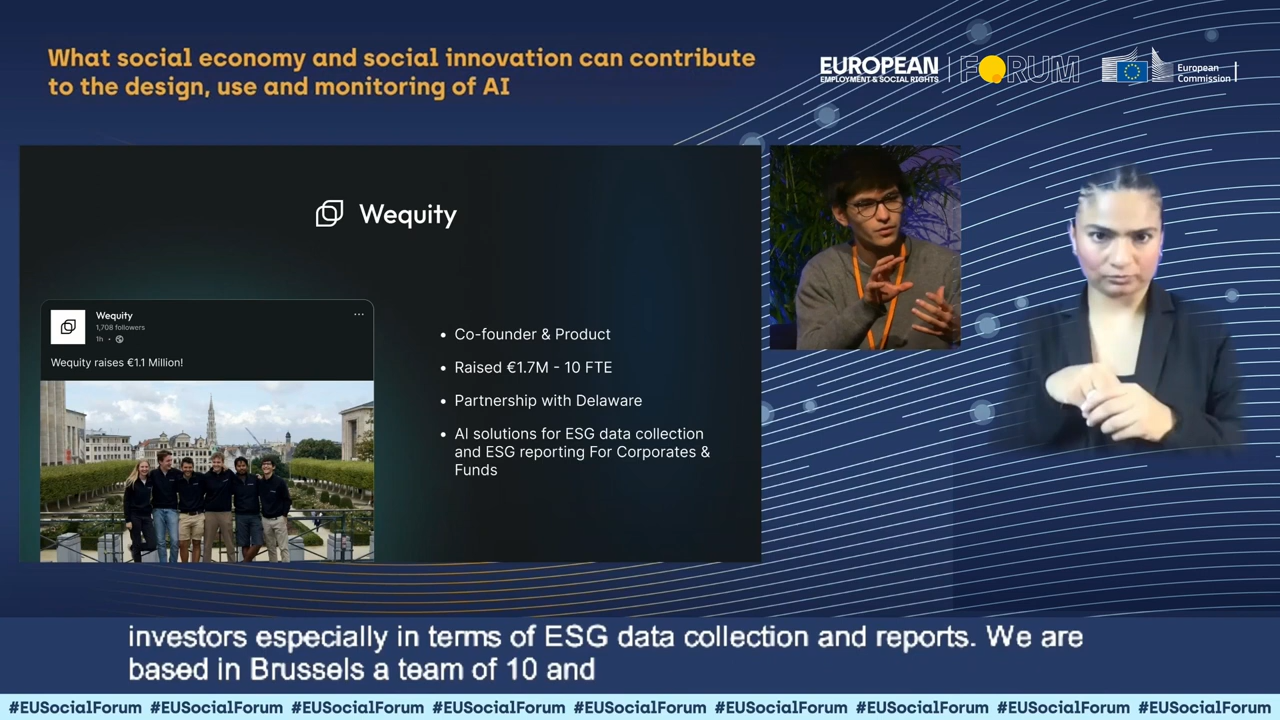 What social economy and social innovation can contribute
to the design, use and monitoring of AI
EUROPEAN
EMPLOYMENT & SOCIAL RIGHTS
FORUM
European
Commission
Wequity
Wequity
1,708 followers
1h •
Wequity raises €1.1 Million!
• Co-founder & Product
• Raised €1.7M - 10 FTE
• Partnership with Delaware
• AI solutions for ESG data collection
and ESG reporting For Corporates &
Funds
investors especially in terms of ESG data collection and reports. We are
based in Brussels a team of 10 and
#EUSocialForum #EUSocialForum #EUSocialForum #EUSocialForum #EUSocialForum #EUSocialForum #EUSocialForum #EUSocialForum #EUSocialForum